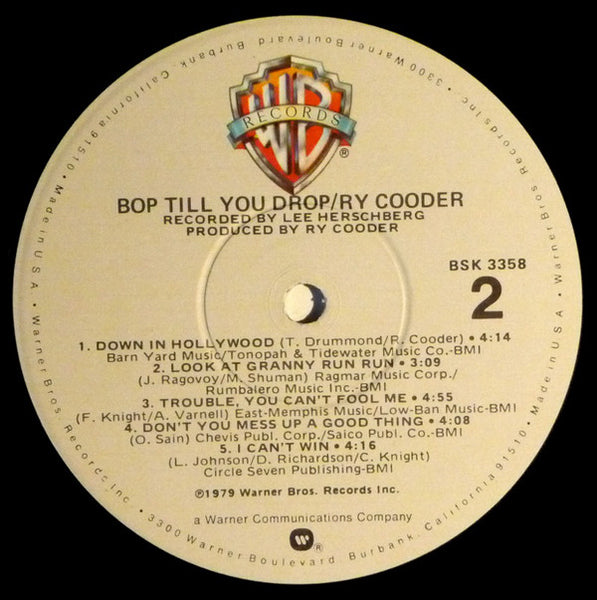 WB
RECORDS
®
BOP TILL YOU DROP/RY COODER
RECORDED BY LEE HERSCHBERG
PRODUCED BY RY COODER
BSK 3358
2
1. DOWN IN HOLLYWOOD (T. Drummond/R. Cooder) • 4:14
Barn Yard Music/Tonopah & Tidewater Music Co.-BMI
2. LOOK AT GRANNY RUN RUN • 3:09
(J. Ragovoy/M. Shuman) Ragmar Music Corp./
Rumbalero Music Inc.-BMI
3. TROUBLE, YOU CAN'T FOOL ME • 4:55
(F. Knight/A. Varnell) East-Memphis Music/Low-Ban Music-BMI
4. DON'T YOU MESS UP A GOOD THING • 4:08
(O. Sain) Chevis Publ. Corp./Saico Publ. Co.-BMI
5. I CAN'T WIN • 4:16
(L. Johnson/D. Richardson/C. Knight)
Circle Seven Publishing-BMI
℗1979 Warner Bros. Records Inc.
a Warner Communications Company
W®
Warner Bros. Records Inc. • 3300 Warner Boulevard, Burbank, California 91510 • Made in U.S.A. •
Warner Bros. Records Inc. • 3300 Warner Boulevard, Burbank, California 91510 • Made in U.S.A. •